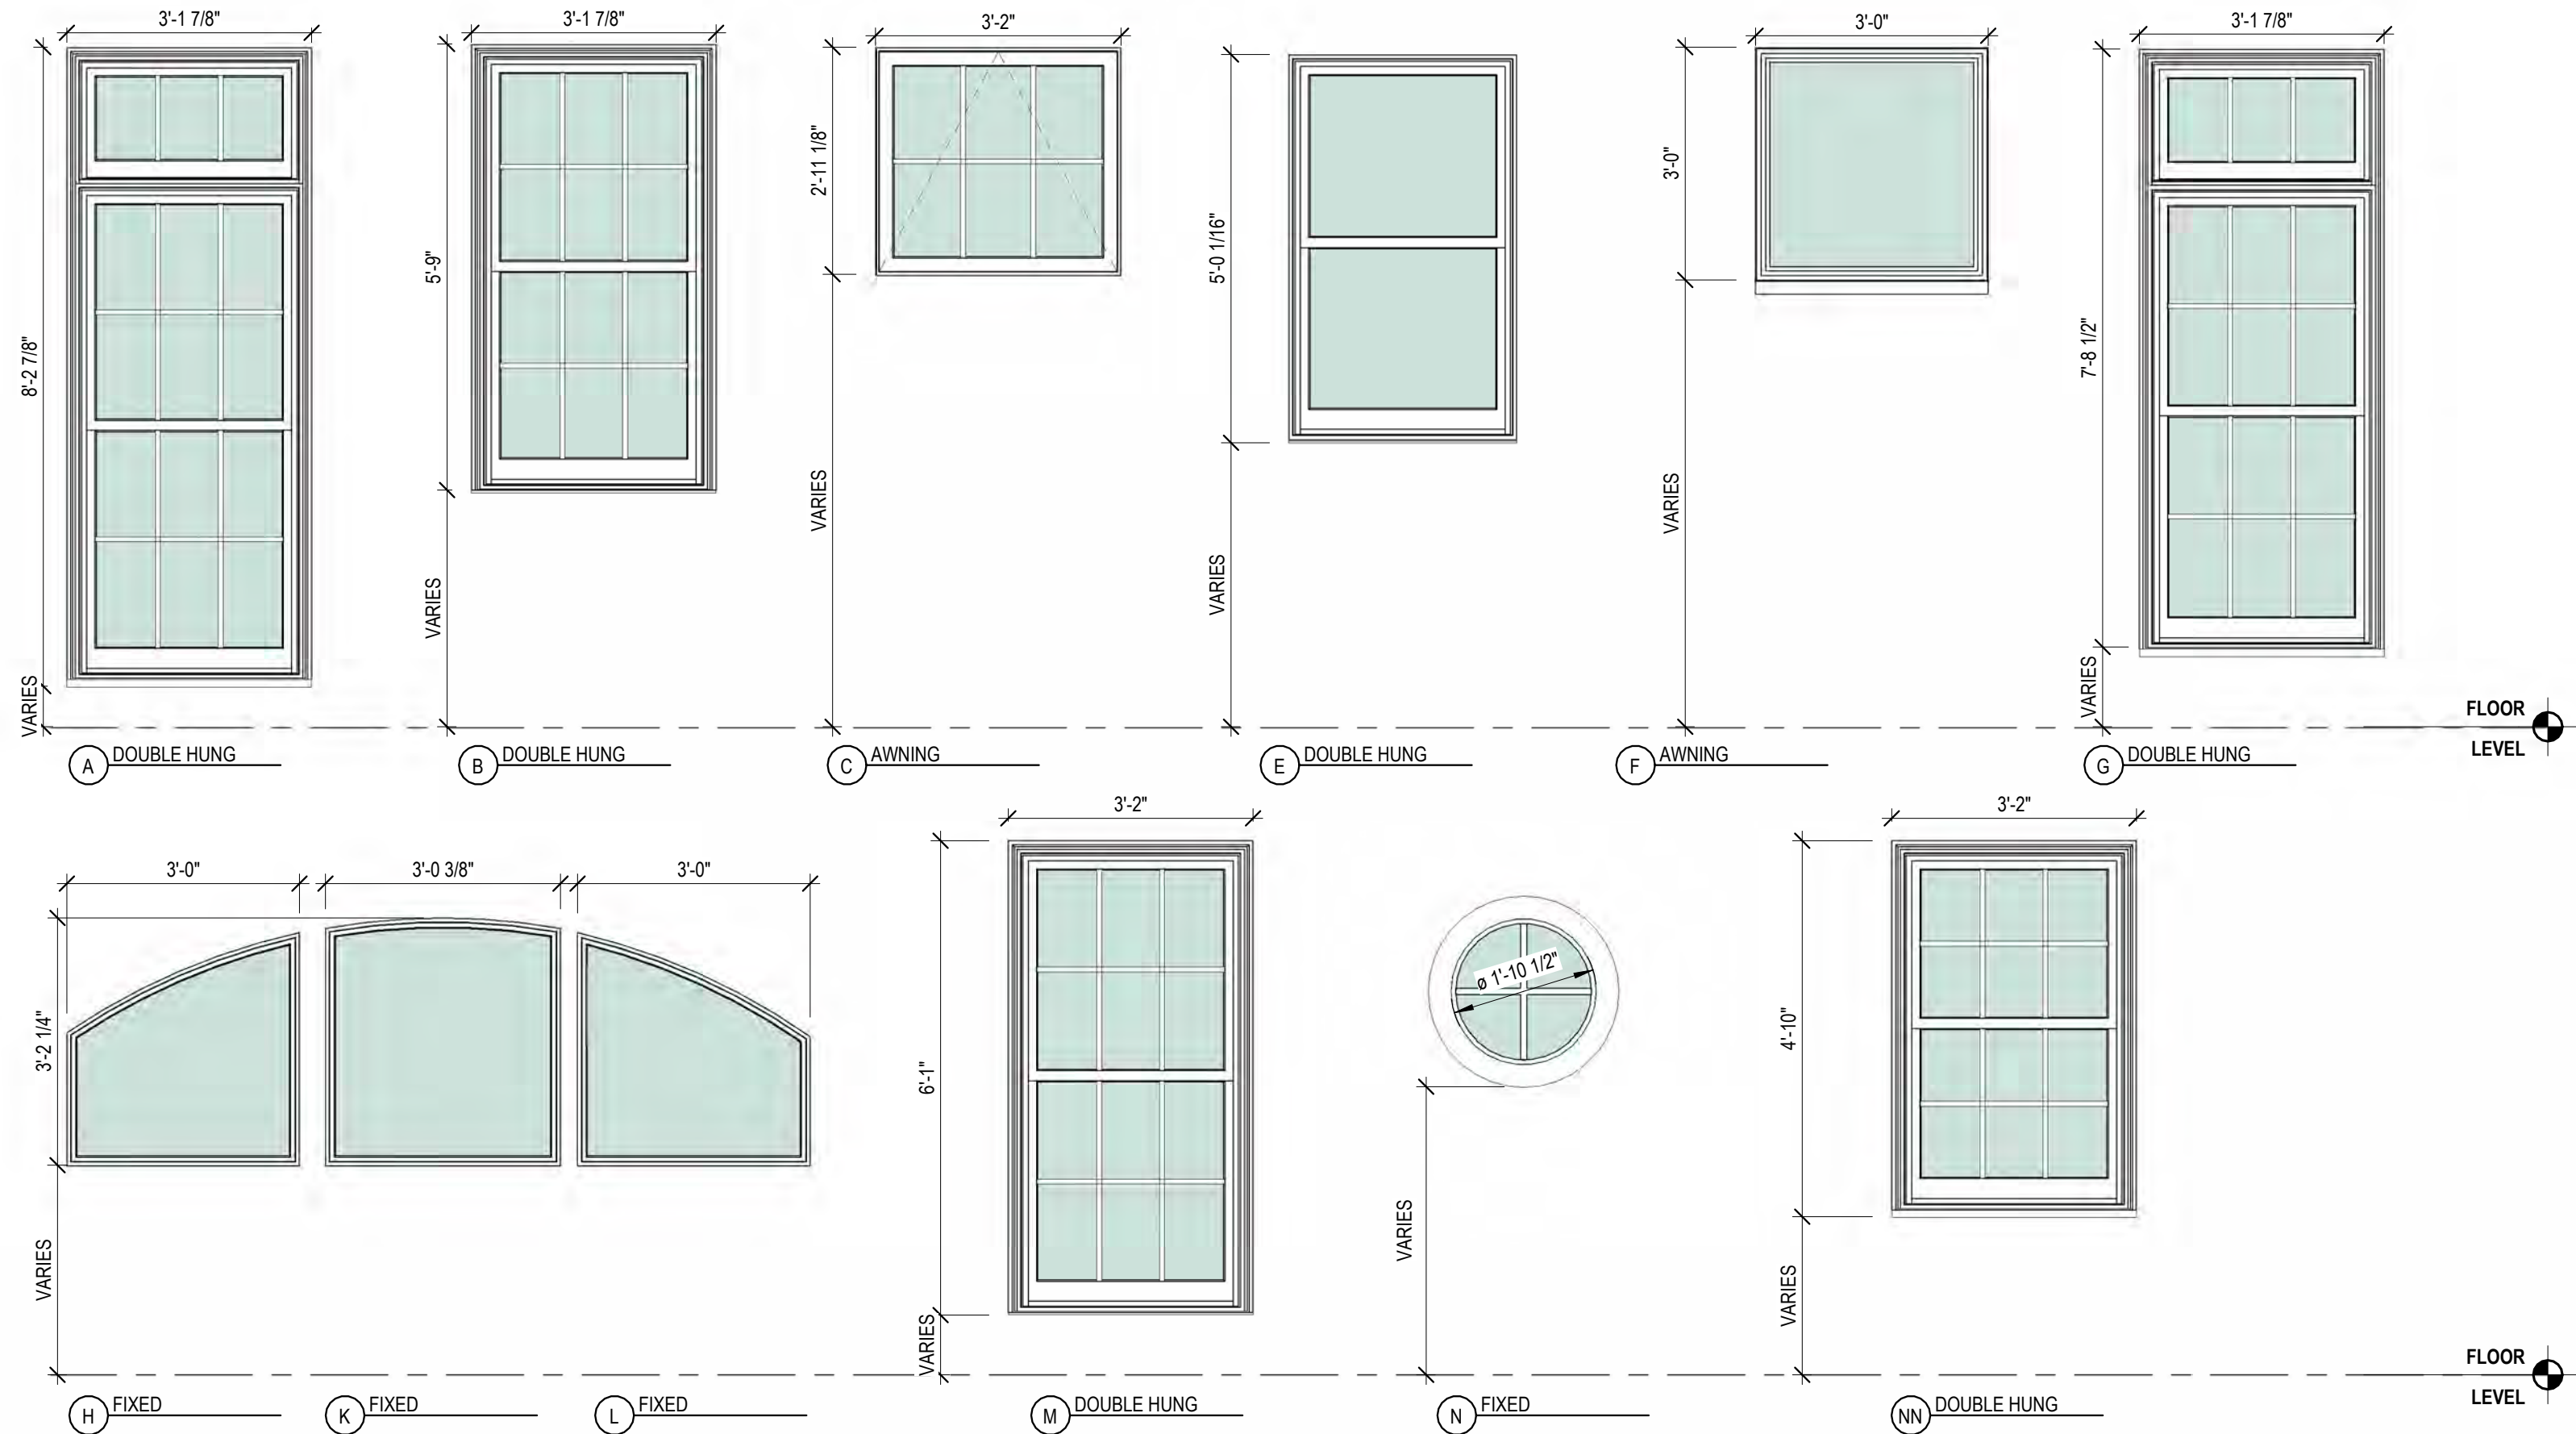 3'-1 7/8"
3'-1 7/8"
3'-2"
3'-0"
3'-1 7/8"
8'-2 7/8"
VARIES
5'-9"
VARIES
2'-11 1/8"
VARIES
5'-0 1/16"
VARIES
3'-0"
VARIES
7'-8 1/2"
VARIES
FLOOR
LEVEL
A DOUBLE HUNG
B DOUBLE HUNG
C AWNING
E DOUBLE HUNG
F AWNING
G DOUBLE HUNG
3'-0"
3'-0 3/8"
3'-0"
3'-2"
3'-2"
3'-2 1/4"
VARIES
6'-1"
VARIES
ø 1'-10 1/2"
VARIES
4'-10"
VARIES
FLOOR
LEVEL
H FIXED
K FIXED
L FIXED
M DOUBLE HUNG
N FIXED
NN DOUBLE HUNG